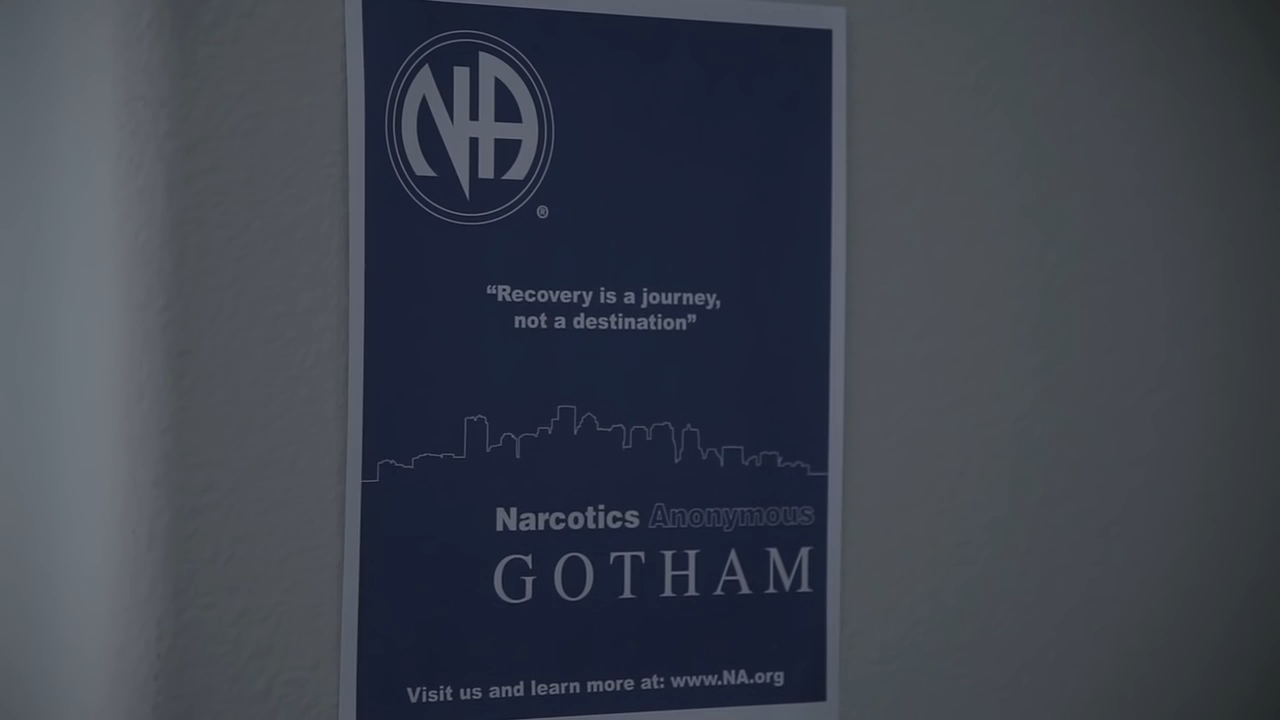 NA
®
“Recovery is a journey,
not a destination”
Narcotics Anonymous
GOTHAM
Visit us and learn more at: www.NA.org